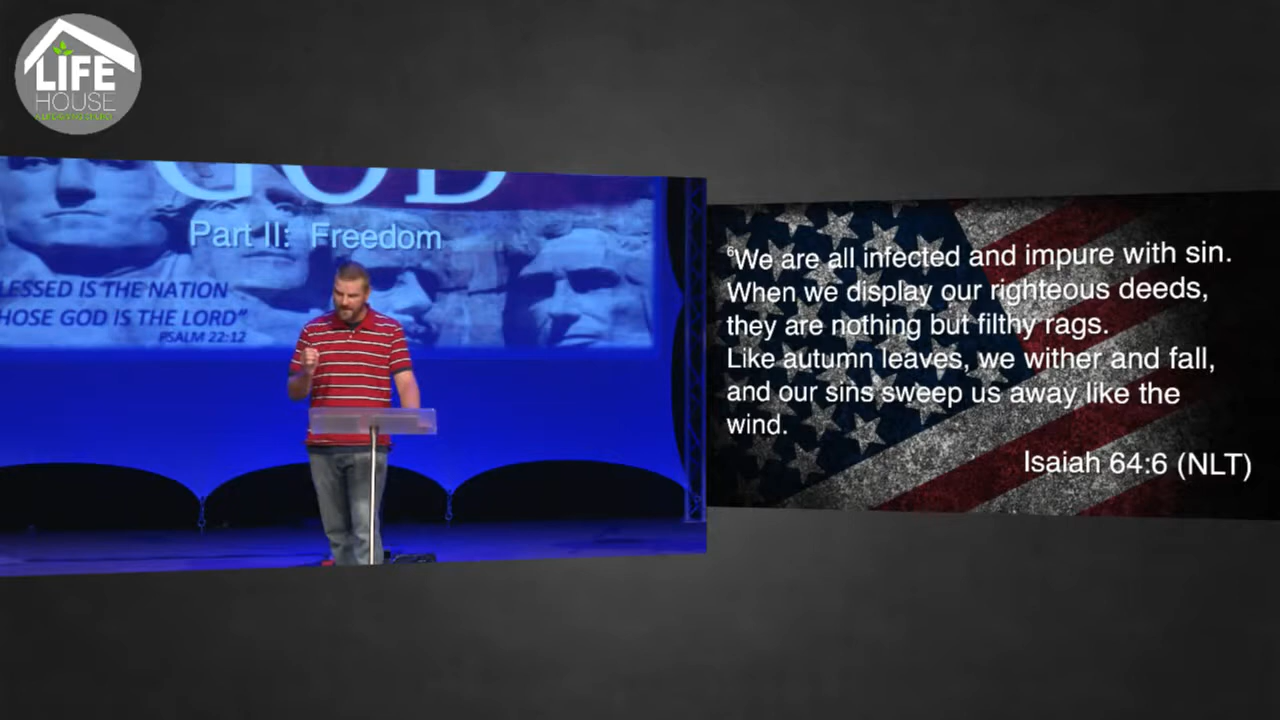 LIFE
HOUSE
GOD
Part II: Freedom
LESSED IS THE NATION
HOSE GOD IS THE LORD”
PSALM 22:12
⁶We are all infected and impure with sin.
When we display our righteous deeds,
they are nothing but filthy rags.
Like autumn leaves, we wither and fall,
and our sins sweep us away like the
wind.
Isaiah 64:6 (NLT)